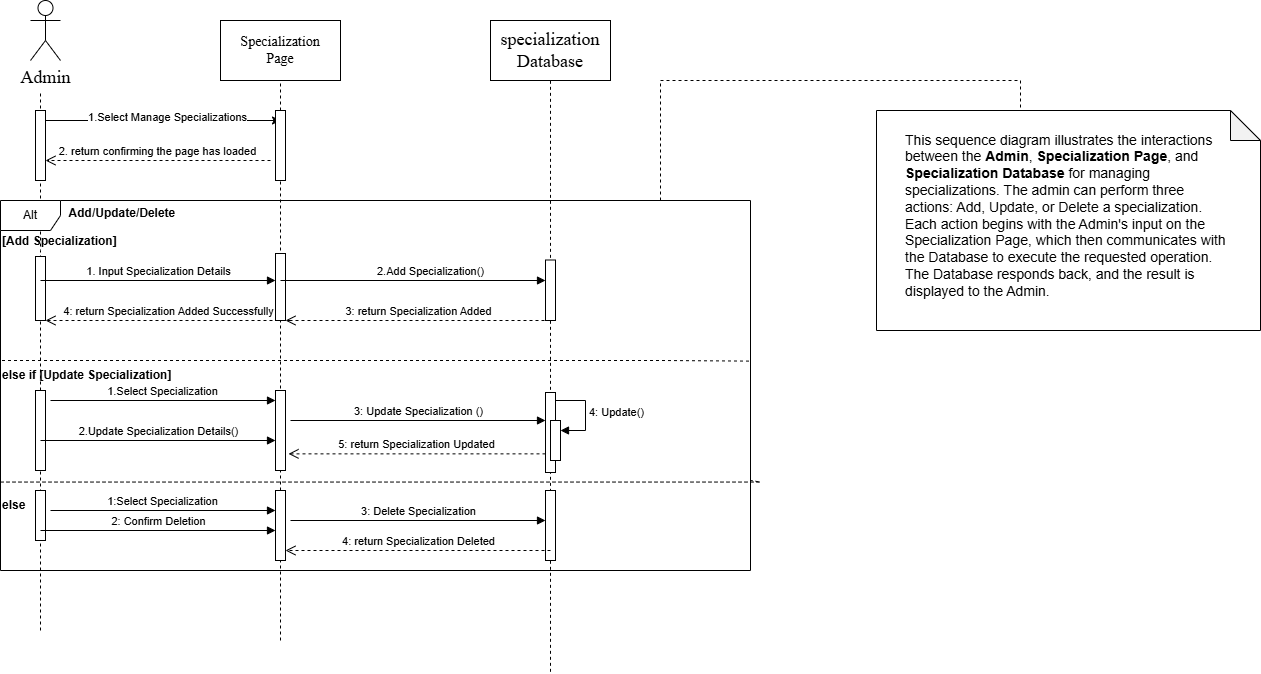 Admin
Specialization
Page
specialization
Database
1.Select Manage Specializations
2. return confirming the page has loaded
Alt
Add/Update/Delete
[Add Specialization]
1. Input Specialization Details
2.Add Specialization()
3: return Specialization Added
4: return Specialization Added Successfully
else if [Update Specialization]
1.Select Specialization
2.Update Specialization Details()
3: Update Specialization ()
4: Update()
5: return Specialization Updated
else
1:Select Specialization
2: Confirm Deletion
3: Delete Specialization
4: return Specialization Deleted
This sequence diagram illustrates the interactions
between the Admin, Specialization Page, and
Specialization Database for managing
specializations. The admin can perform three
actions: Add, Update, or Delete a specialization.
Each action begins with the Admin's input on the
Specialization Page, which then communicates with
the Database to execute the requested operation.
The Database responds back, and the result is
displayed to the Admin.